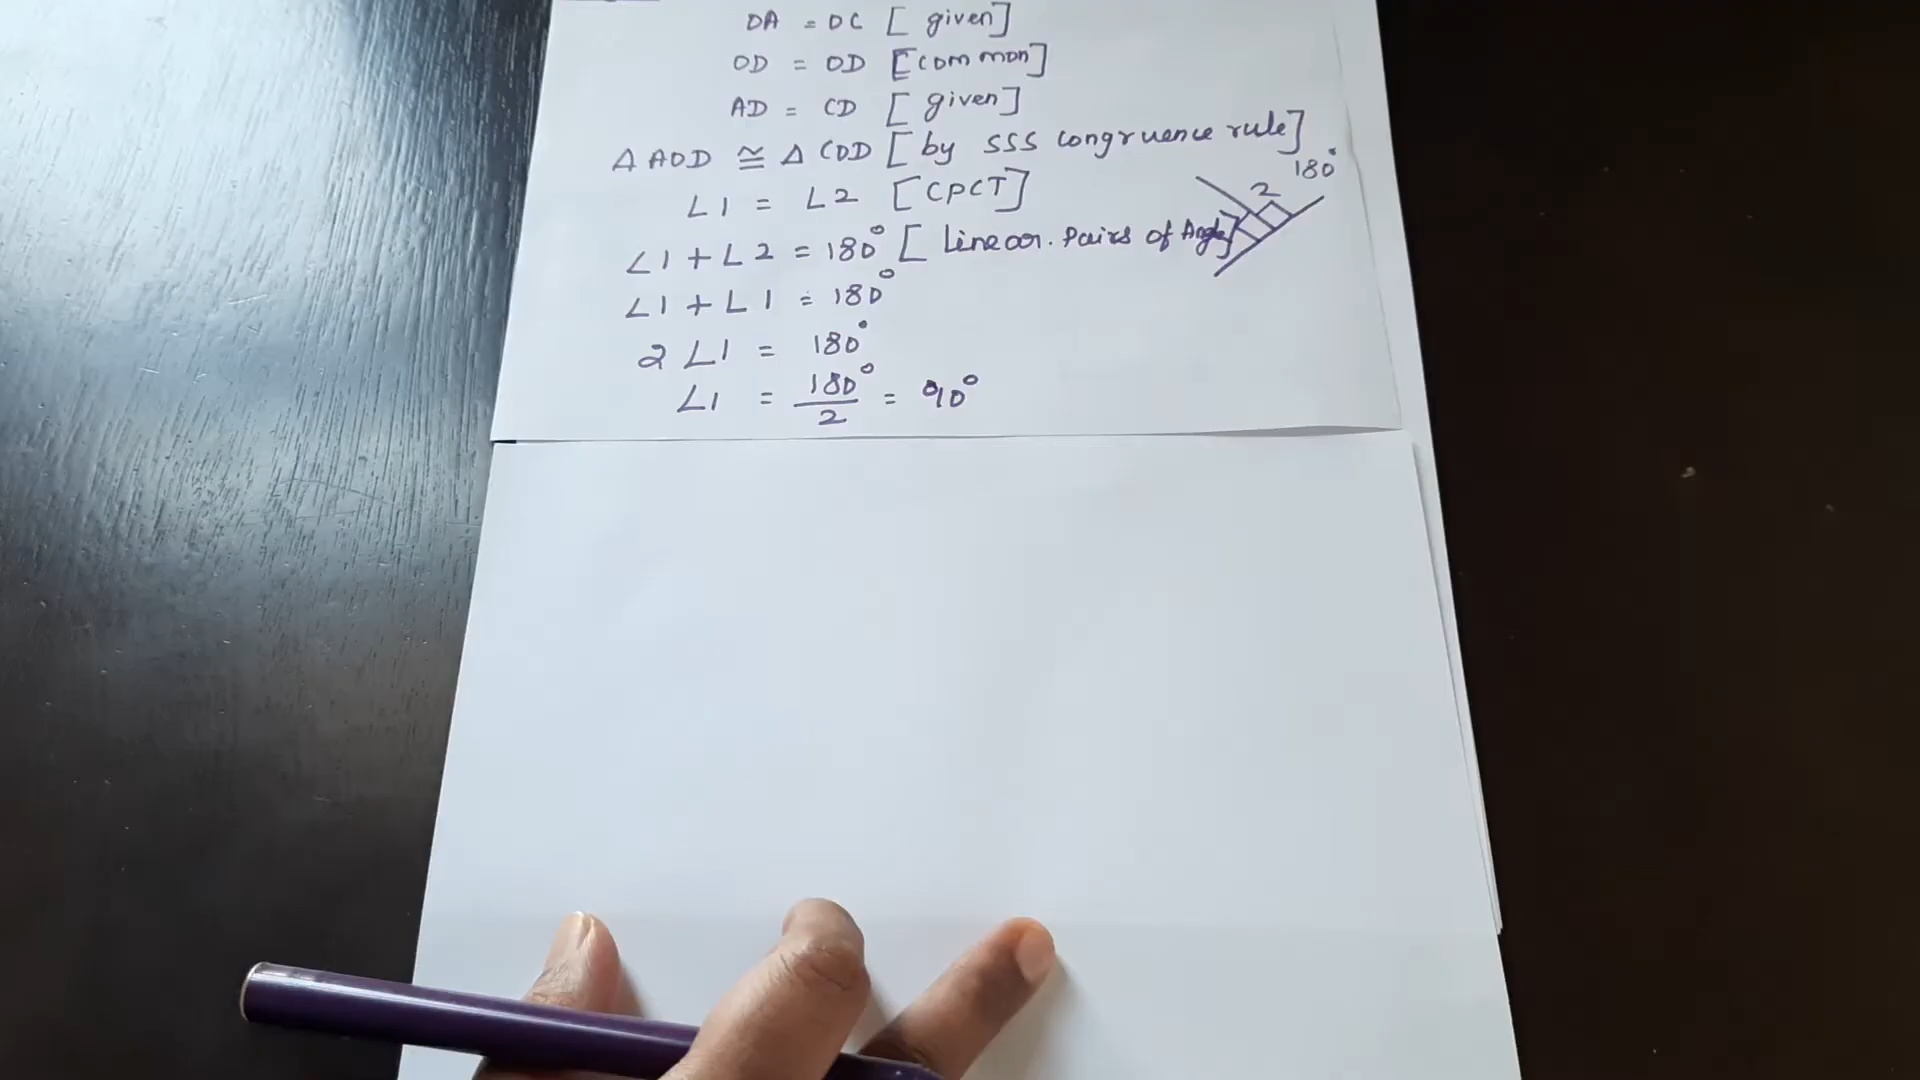 OA = OC [given]
OD = OD [common]
AD = CD [given]
Δ AOD ≅ Δ COD [by SSS congruence rule]
∠1 = ∠2 [CPCT]
180°
2
∠1 + ∠2 = 180° [Linear. Pairs of Angle]
∠1 + ∠1 = 180°
2 ∠1 = 180°
∠1 = 180°/2 = 90°